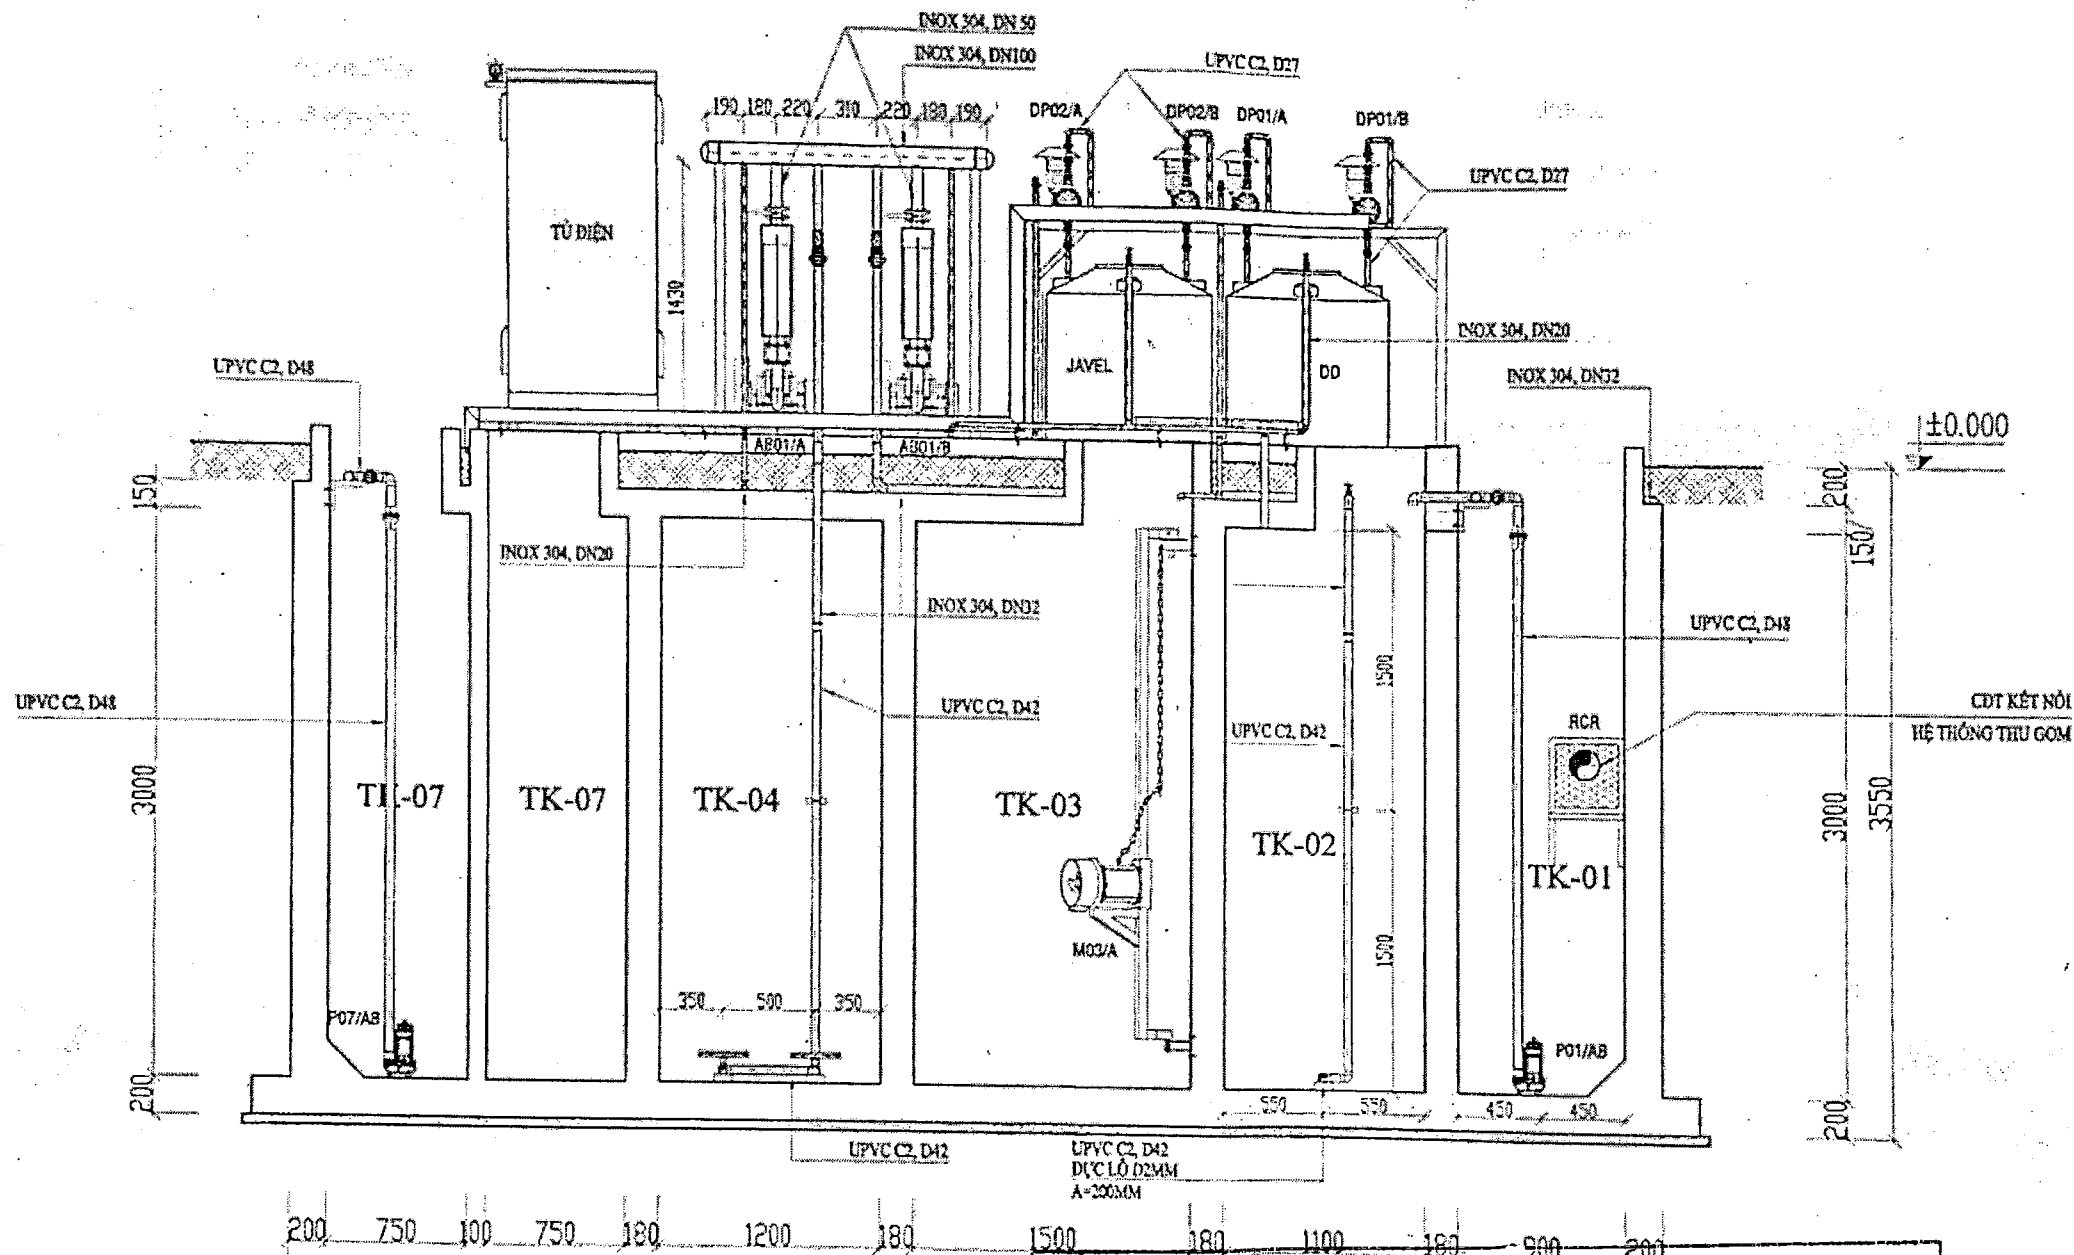 INOX 304, DN 50
INOX 304, DN100
UPVC C2, D27
190 180 220 310 220 180 190
DP02/A
DP02/B
DP01/A
DP01/B
UPVC C2, D27
TỦ ĐIỆN
1430
INOX 304, DN20
UPVC C2, D48
JAVEL
DD
INOX 304, DN32
±0.000
AB01/A
AB01/B
150
200
150
INOX 304, DN20
INOX 304, DN32
1500
UPVC C2, D48
UPVC C2, D48
UPVC C2, D42
UPVC C2, D42
RCR
CĐT KẾT NỐI
HỆ THỐNG THU GOM
3000
TK-07
TK-07
TK-04
TK-03
TK-02
TK-01
3000
3550
M03/A
1500
350 500 350
P07/AB
P01/AB
200
550 550
450 450
200
UPVC C2, D42
UPVC C2, D42
ĐỤC LỖ D2MM
A=200MM
200 750 100 750 180 1200 180 1500 180 1100 180 900 200